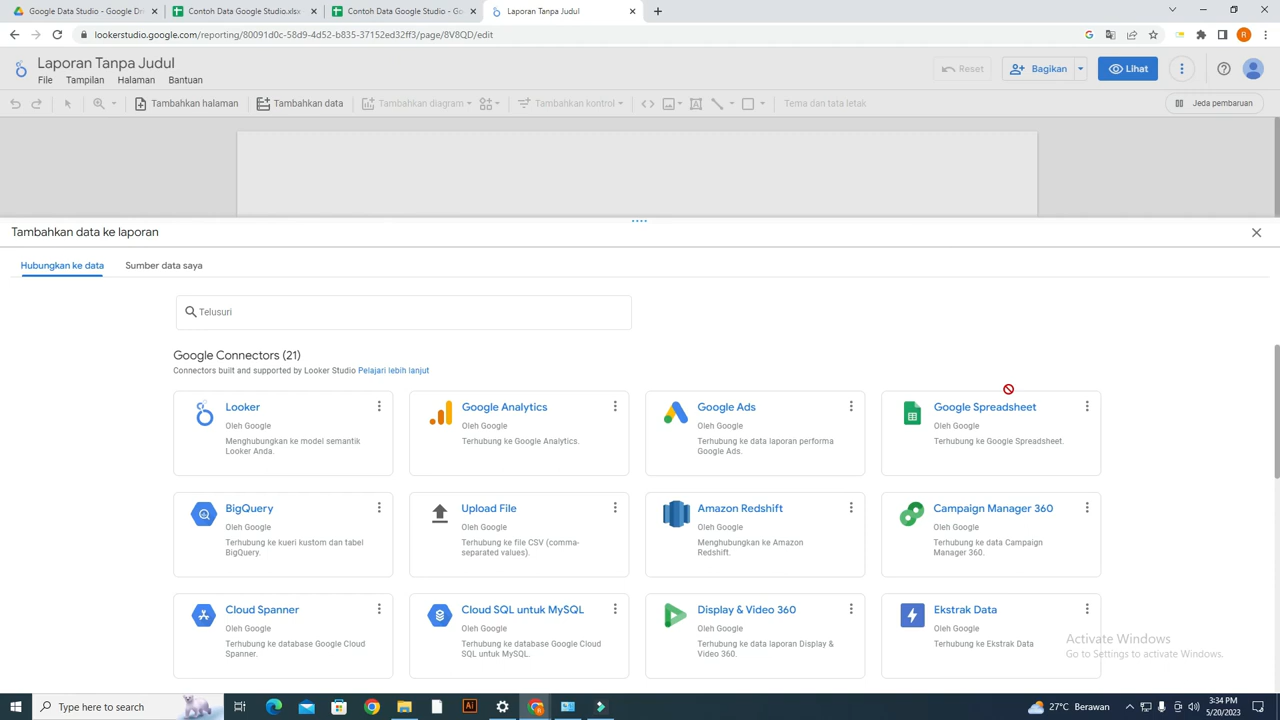 Google Data Studio - Google Dri
Contoh Data Google Studio.xlsx
Contoh Data Google Studio - Goo
Laporan Tanpa Judul
lookerstudio.google.com/reporting/80091d0c-58d9-4d52-b835-37152ed32ff3/page/8V8QD/edit
R
Laporan Tanpa Judul
File Tampilan Halaman Bantuan
Reset
Bagikan
Lihat
Tambahkan halaman
Tambahkan data
Tambahkan diagram
Tambahkan kontrol
Tema dan tata letak
Jeda pembaruan
Tambahkan data ke laporan
Hubungkan ke data
Sumber data saya
Telusuri
Google Connectors (21)
Connectors built and supported by Looker Studio Pelajari lebih lanjut
Looker
Oleh Google
Menghubungkan ke model semantik
Looker Anda.
Google Analytics
Oleh Google
Terhubung ke Google Analytics.
Google Ads
Oleh Google
Terhubung ke data laporan performa
Google Ads.
Google Spreadsheet
Oleh Google
Terhubung ke Google Spreadsheet.
BigQuery
Oleh Google
Terhubung ke kueri kustom dan tabel
BigQuery.
Upload File
Oleh Google
Terhubung ke file CSV (comma-
separated values).
Amazon Redshift
Oleh Google
Menghubungkan ke Amazon
Redshift.
Campaign Manager 360
Oleh Google
Terhubung ke data Campaign
Manager 360.
Cloud Spanner
Oleh Google
Terhubung ke database Google Cloud
Spanner.
Cloud SQL untuk MySQL
Oleh Google
Terhubung ke database Google Cloud
SQL untuk MySQL.
Display & Video 360
Oleh Google
Terhubung ke data laporan Display &
Video 360.
Ekstrak Data
Oleh Google
Terhubung ke Ekstrak Data
Activate Windows
Go to Settings to activate Windows.
Type here to search
Ai
27°C Berawan
3:34 PM
5/20/2023